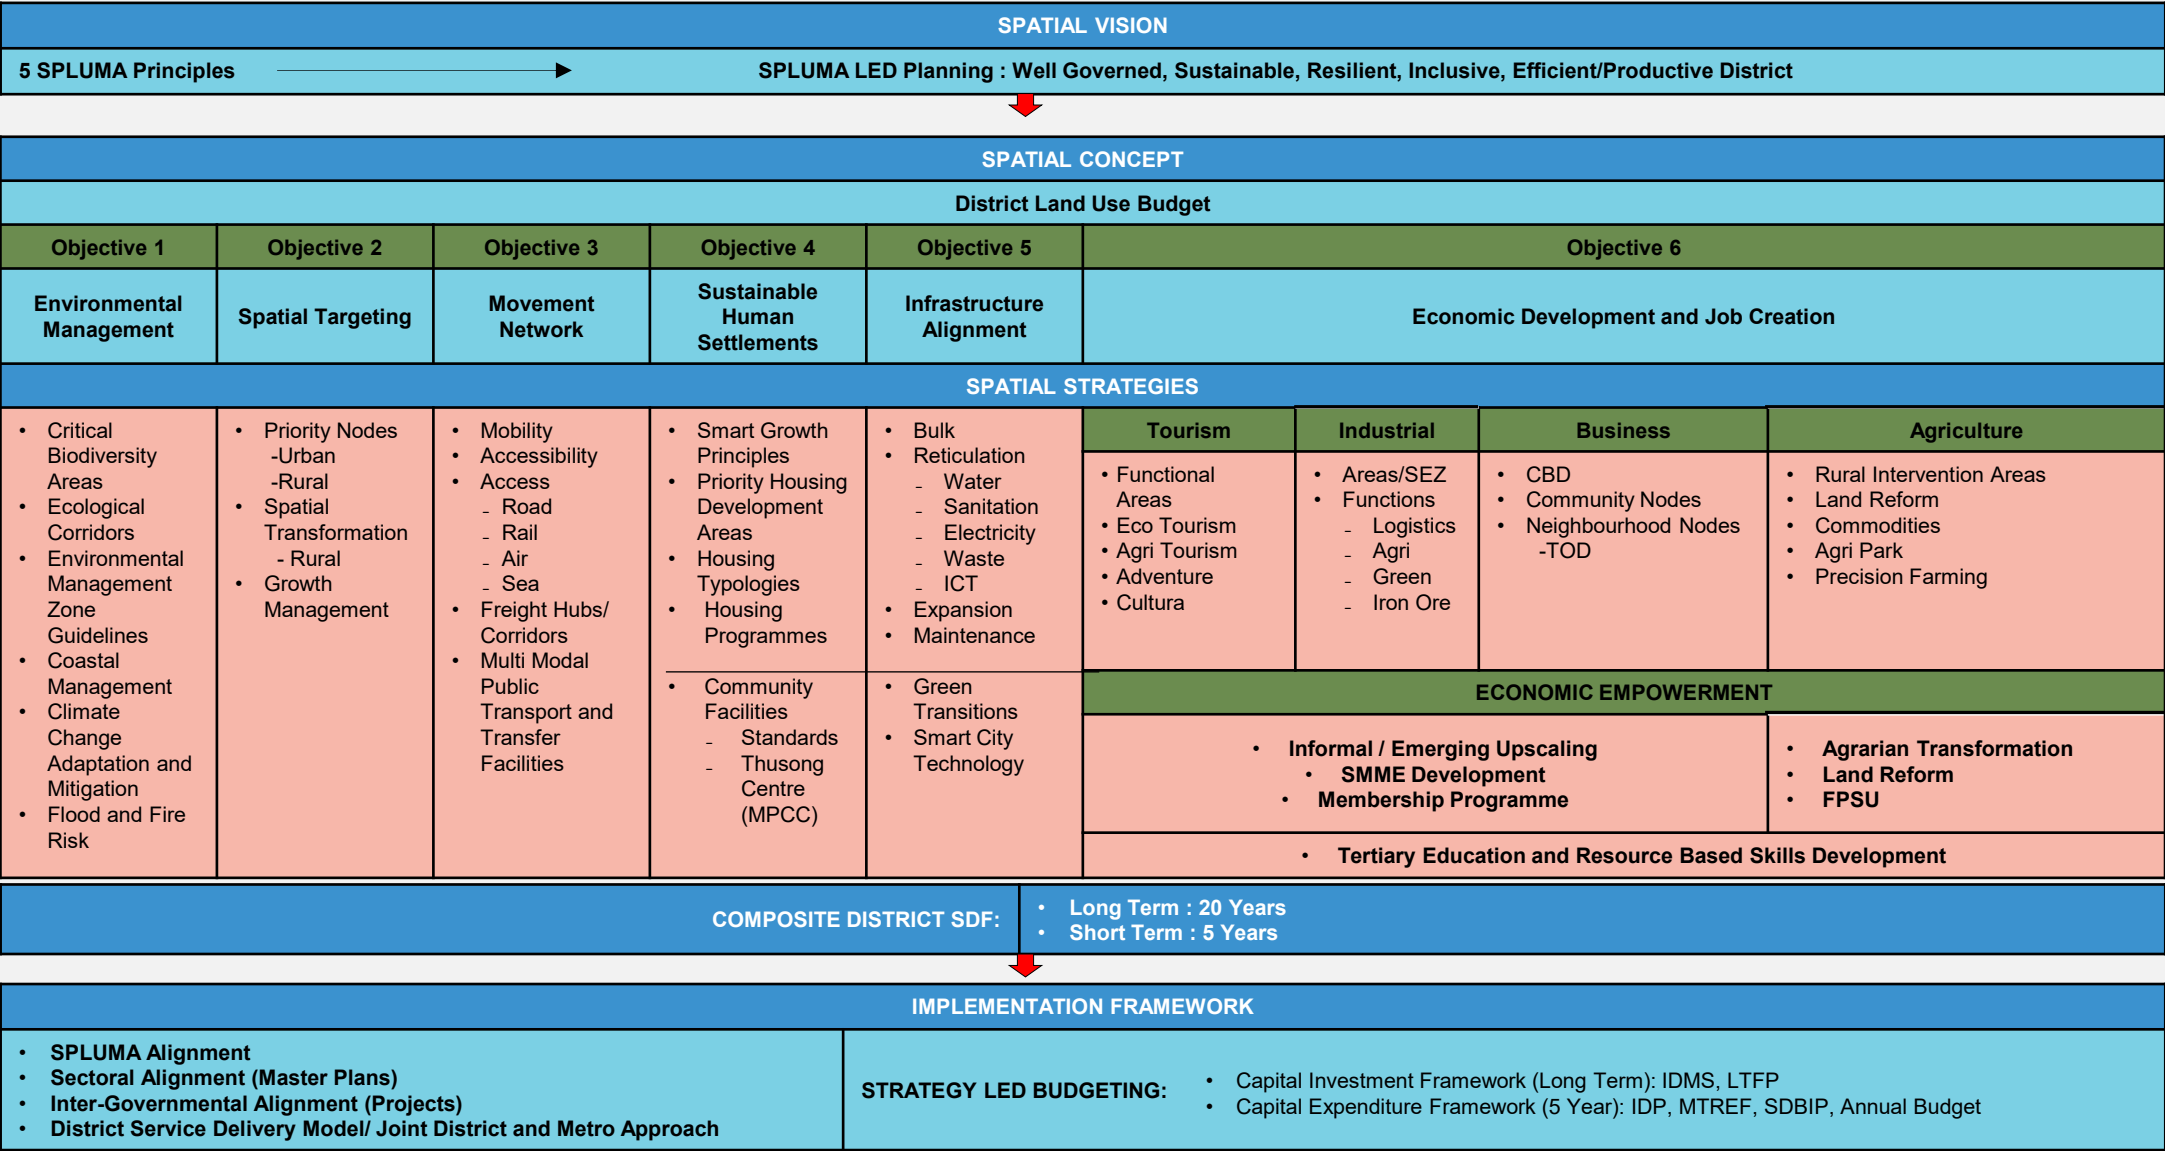 SPATIAL VISION
5 SPLUMA Principles
SPLUMA LED Planning : Well Governed, Sustainable, Resilient, Inclusive, Efficient/Productive District
SPATIAL CONCEPT
District Land Use Budget
Objective 1
Objective 2
Objective 3
Objective 4
Objective 5
Objective 6
Environmental
Management
Spatial Targeting
Movement
Network
Sustainable
Human
Settlements
Infrastructure
Alignment
Economic Development and Job Creation
SPATIAL STRATEGIES
• Critical
Biodiversity
Areas
• Ecological
Corridors
• Environmental
Management
Zone
Guidelines
• Coastal
Management
• Climate
Change
Adaptation and
Mitigation
• Flood and Fire
Risk
• Priority Nodes
-Urban
-Rural
• Spatial
Transformation
- Rural
• Growth
Management
• Mobility
• Accessibility
• Access
- Road
- Rail
- Air
- Sea
• Freight Hubs/
Corridors
• Multi Modal
Public
Transport and
Transfer
Facilities
• Smart Growth
Principles
• Priority Housing
Development
Areas
• Housing
Typologies
• Housing
Programmes
• Community
Facilities
- Standards
- Thusong
Centre
(MPCC)
• Bulk
• Reticulation
- Water
- Sanitation
- Electricity
- Waste
- ICT
• Expansion
• Maintenance
• Green
Transitions
• Smart City
Technology
Tourism
• Functional
Areas
• Eco Tourism
• Agri Tourism
• Adventure
• Cultura
Industrial
• Areas/SEZ
• Functions
- Logistics
- Agri
- Green
- Iron Ore
Business
• CBD
• Community Nodes
• Neighbourhood Nodes
-TOD
Agriculture
• Rural Intervention Areas
• Land Reform
• Commodities
• Agri Park
• Precision Farming
ECONOMIC EMPOWERMENT
• Informal / Emerging Upscaling
• SMME Development
• Membership Programme
• Agrarian Transformation
• Land Reform
• FPSU
• Tertiary Education and Resource Based Skills Development
COMPOSITE DISTRICT SDF:
• Long Term : 20 Years
• Short Term : 5 Years
IMPLEMENTATION FRAMEWORK
• SPLUMA Alignment
• Sectoral Alignment (Master Plans)
• Inter-Governmental Alignment (Projects)
• District Service Delivery Model/ Joint District and Metro Approach
STRATEGY LED BUDGETING:
• Capital Investment Framework (Long Term): IDMS, LTFP
• Capital Expenditure Framework (5 Year): IDP, MTREF, SDBIP, Annual Budget